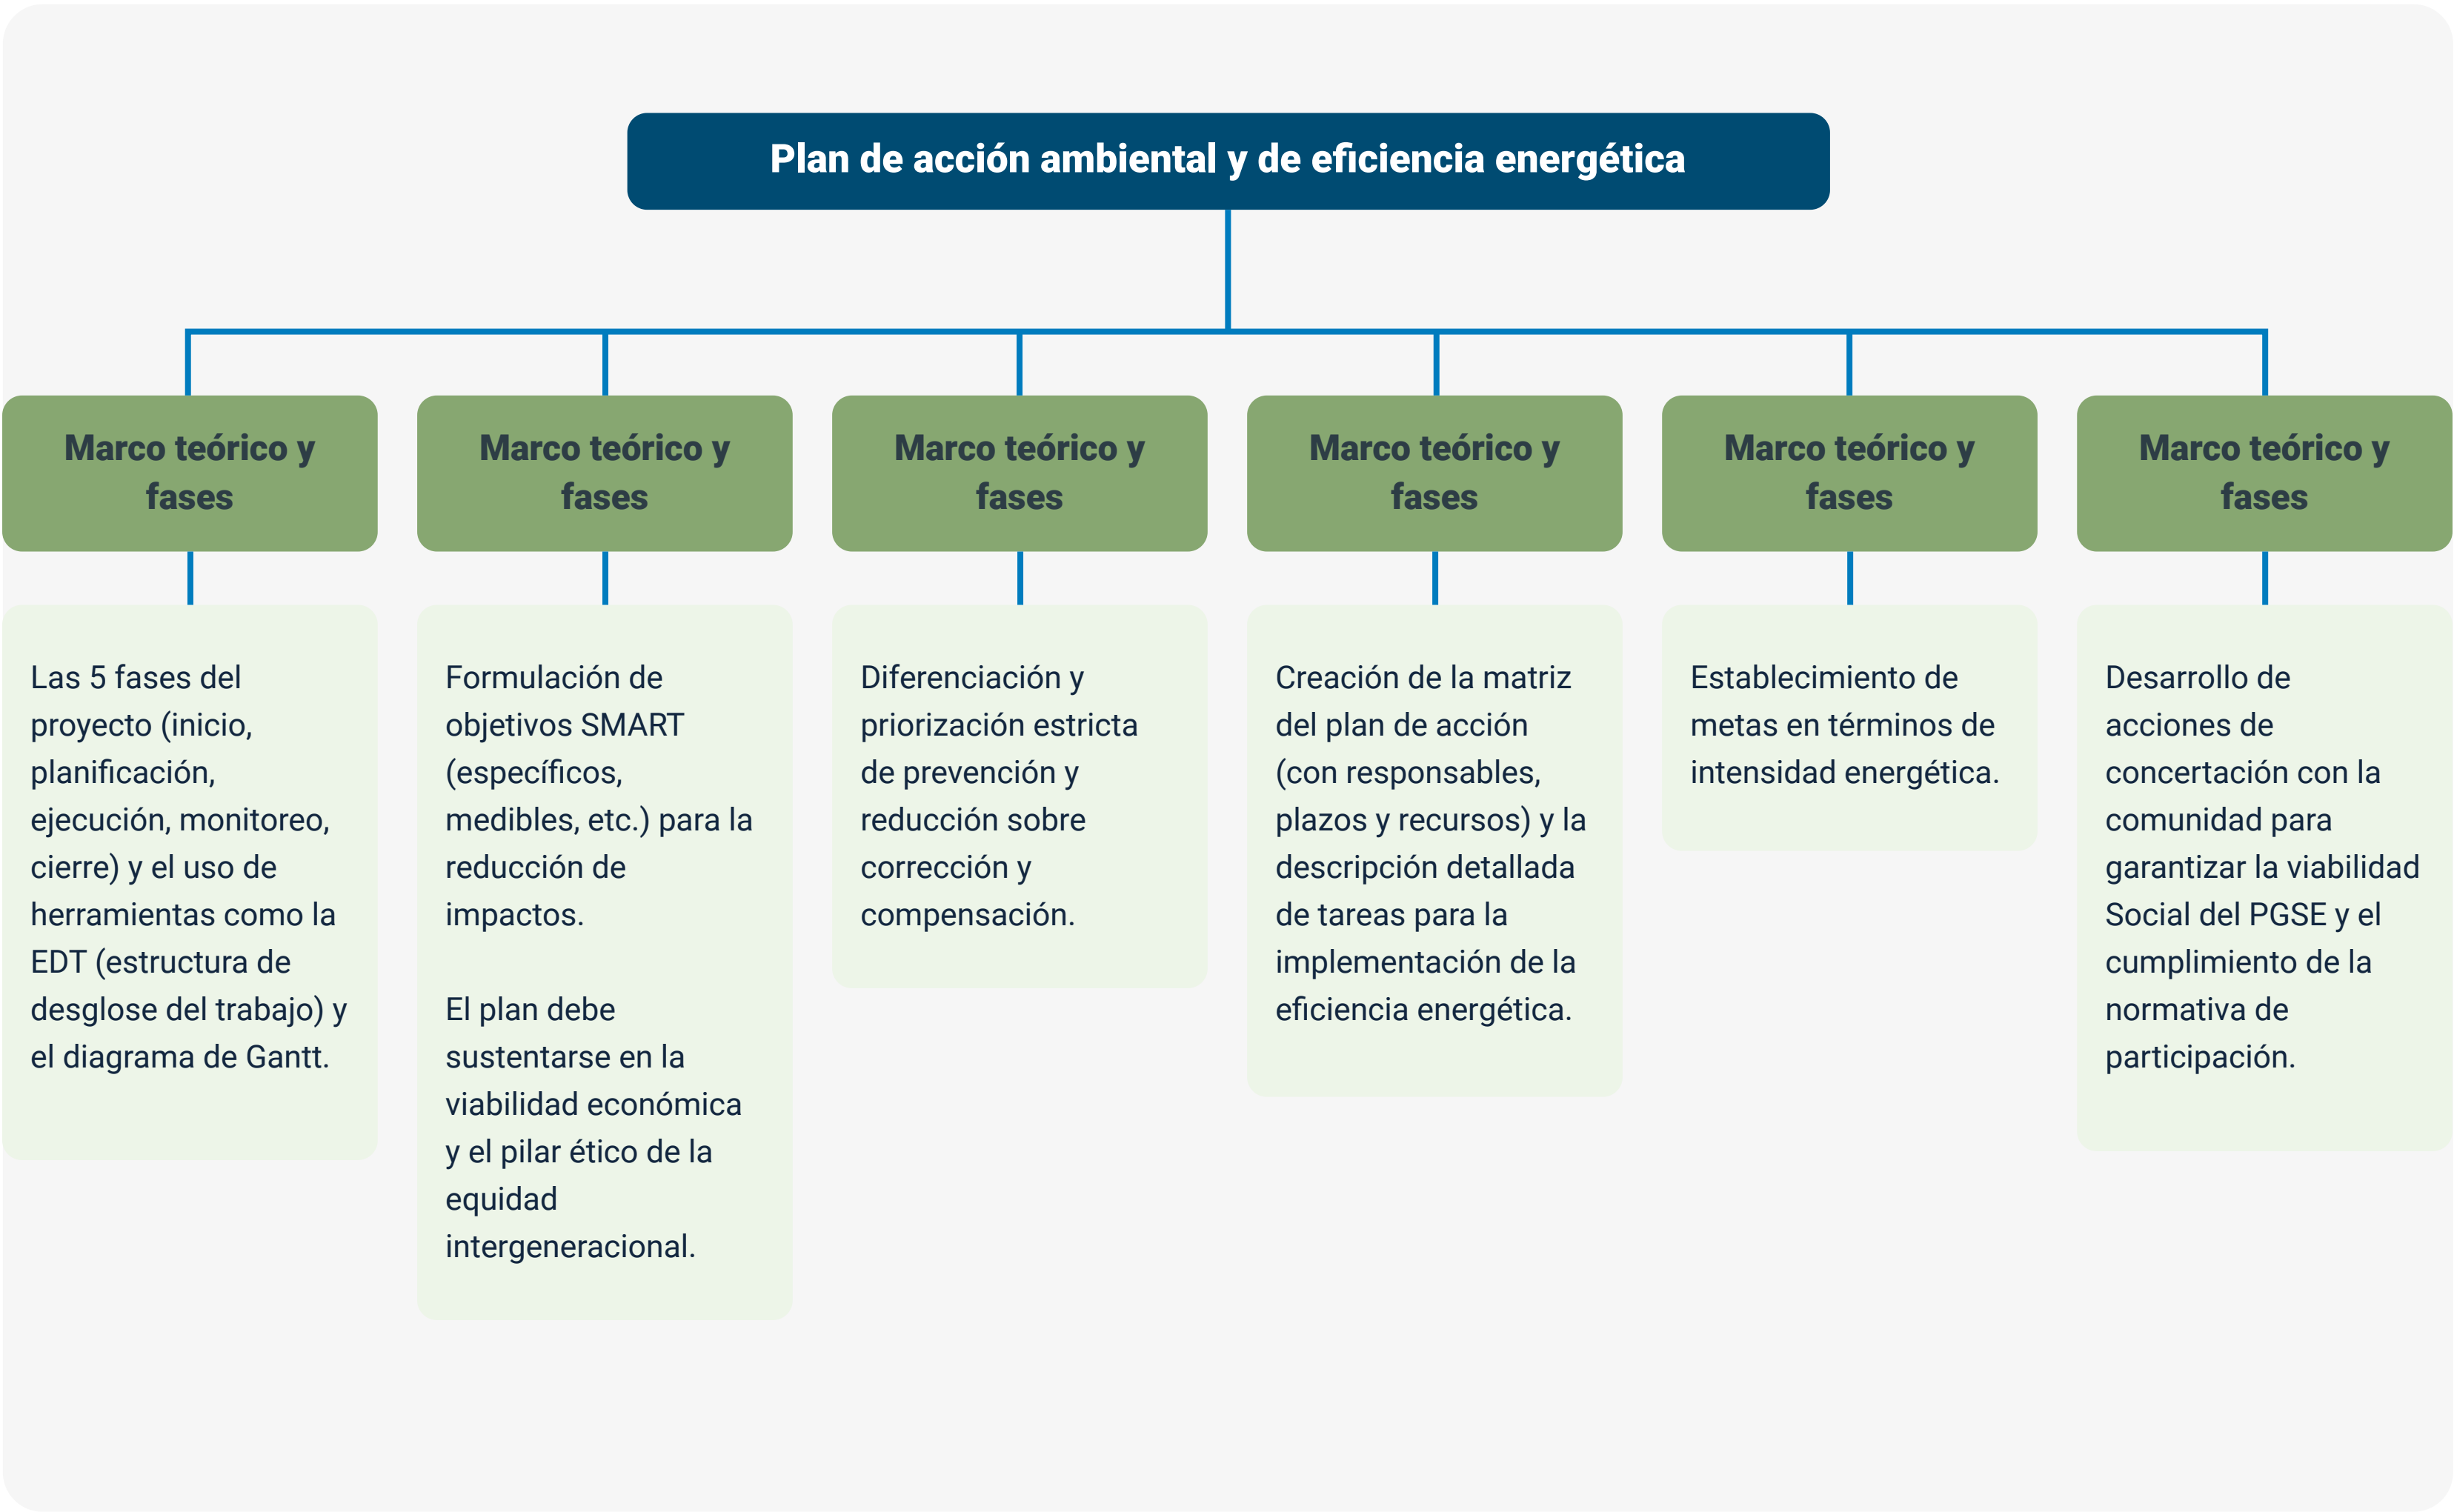 Plan de acción ambiental y de eficiencia energética
Marco teórico y
fases
Las 5 fases del
proyecto (inicio,
planificación,
ejecución, monitoreo,
cierre) y el uso de
herramientas como la
EDT (estructura de
desglose del trabajo) y
el diagrama de Gantt.
Marco teórico y
fases
Formulación de
objetivos SMART
(específicos,
medibles, etc.) para la
reducción de
impactos.
El plan debe
sustentarse en la
viabilidad económica
y el pilar ético de la
equidad
intergeneracional.
Marco teórico y
fases
Diferenciación y
priorización estricta
de prevención y
reducción sobre
corrección y
compensación.
Marco teórico y
fases
Creación de la matriz
del plan de acción
(con responsables,
plazos y recursos) y la
descripción detallada
de tareas para la
implementación de la
eficiencia energética.
Marco teórico y
fases
Establecimiento de
metas en términos de
intensidad energética.
Marco teórico y
fases
Desarrollo de
acciones de
concertación con la
comunidad para
garantizar la viabilidad
Social del PGSE y el
cumplimiento de la
normativa de
participación.